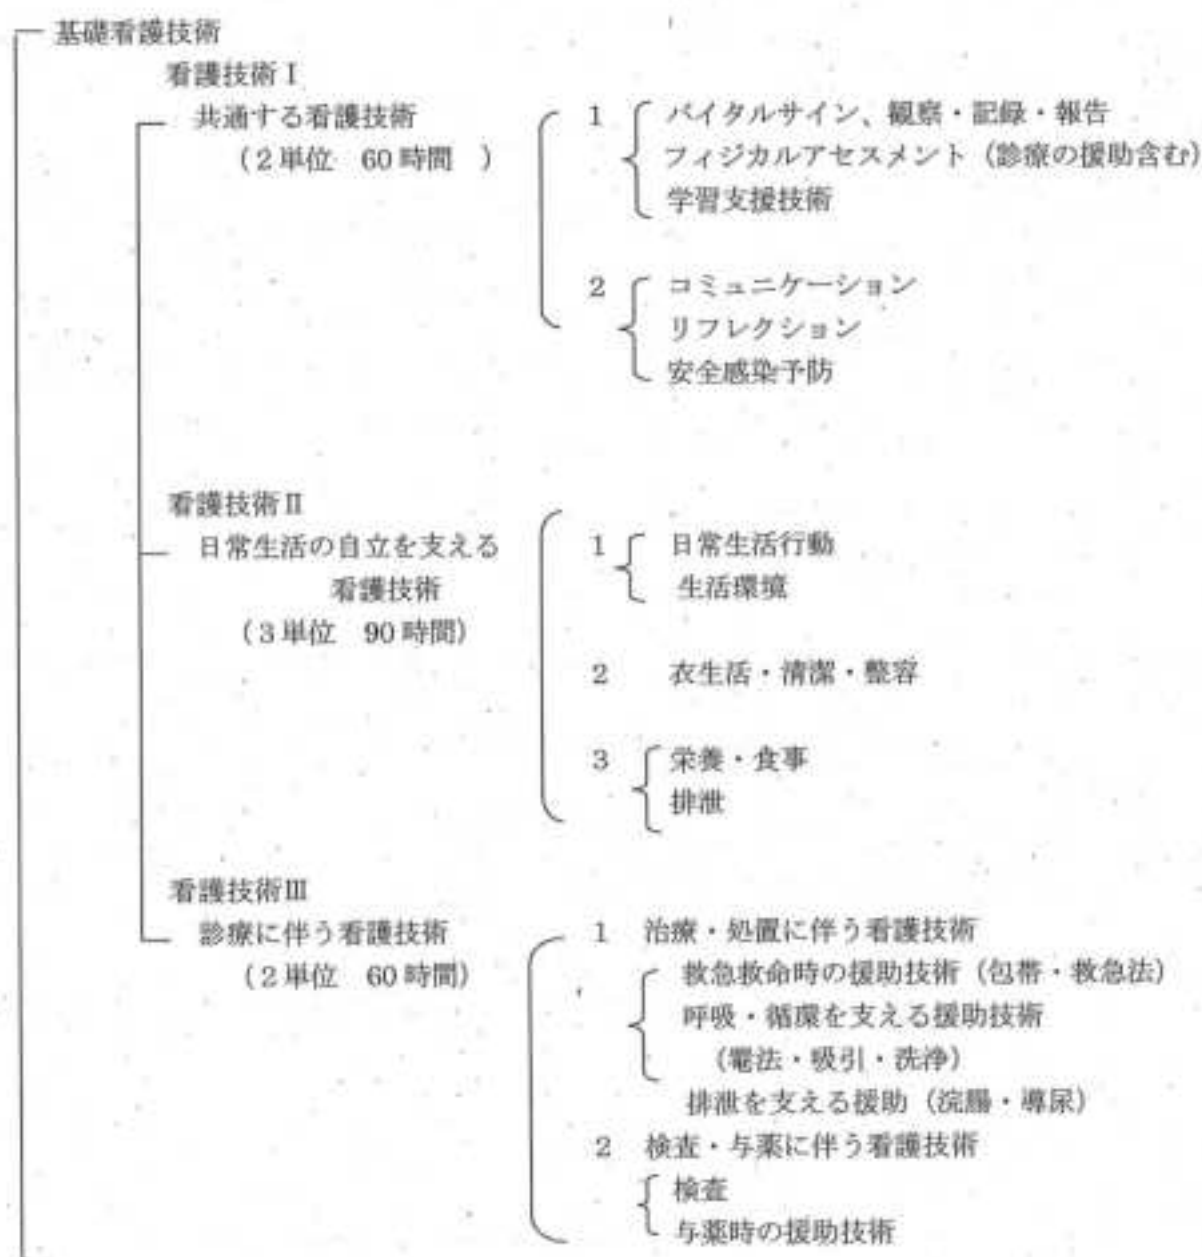 基礎看護技術
看護技術Ⅰ
共通する看護技術
(2単位 60時間 )
1 バイタルサイン、観察・記録・報告
フィジカルアセスメント(診療の援助含む)
学習支援技術
2 コミュニケーション
リフレクション
安全感染予防
看護技術Ⅱ
日常生活の自立を支える
看護技術
(3単位 90時間)
1 日常生活行動
生活環境
2 衣生活・清潔・整容
3 栄養・食事
排泄
看護技術Ⅲ
診療に伴う看護技術
(2単位 60時間)
1 治療・処置に伴う看護技術
救急救命時の援助技術(包帯・救急法)
呼吸・循環を支える援助技術
(罨法・吸引・洗浄)
排泄を支える援助(浣腸・導尿)
2 検査・与薬に伴う看護技術
検査
与薬時の援助技術